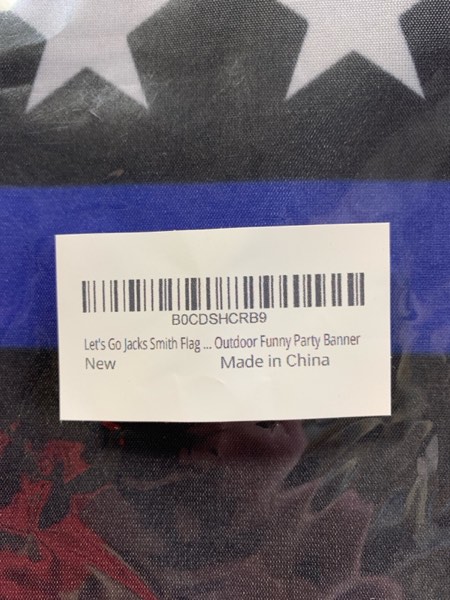 B0CDSHCRB9
Let's Go Jacks Smith Flag ... Outdoor Funny Party Banner
New Made in China